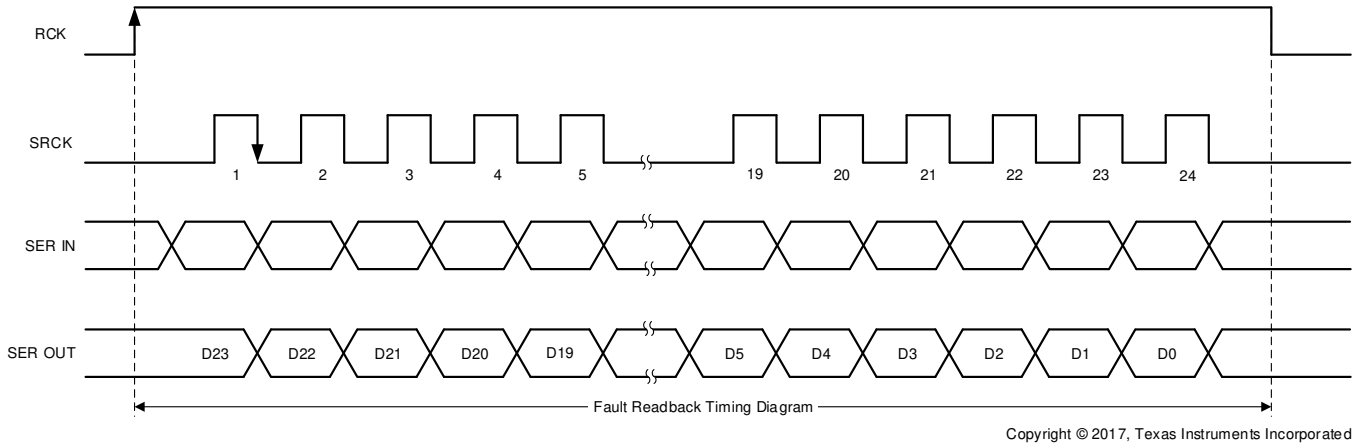 RCK
SRCK
1 2 3 4 5 19 20 21 22 23 24
SER IN
SER OUT
D23 D22 D21 D20 D19 D5 D4 D3 D2 D1 D0
Fault Readback Timing Diagram
Copyright © 2017, Texas Instruments Incorporated